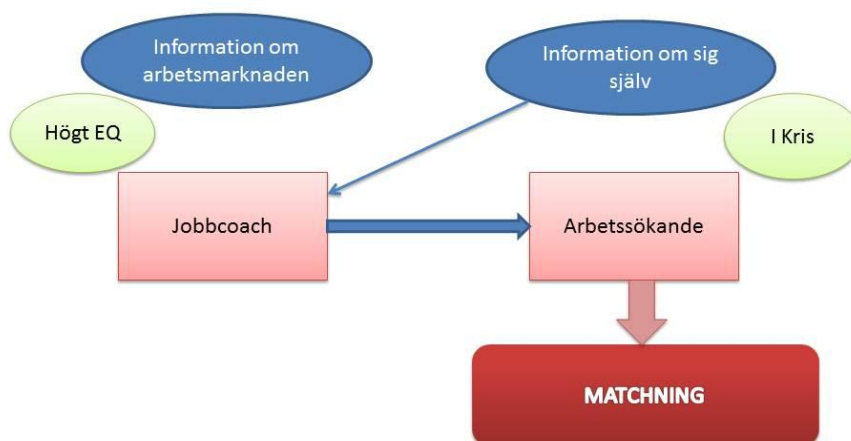 Information om
arbetsmarknaden
Information om sig
själv
Högt EQ
I Kris
Jobbcoach
Arbetssökande
MATCHNING